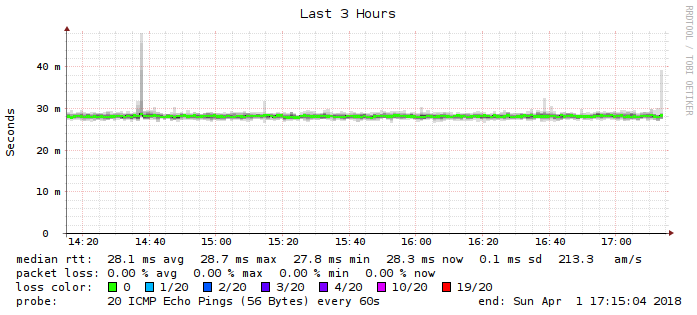 Last 3 Hours
RRDTOOL / TOBI OETIKER
Seconds
40 m
30 m
20 m
10 m
0
14:20 14:40 15:00 15:20 15:40 16:00 16:20 16:40 17:00
median rtt: 28.1 ms avg 28.7 ms max 27.8 ms min 28.3 ms now 0.1 ms sd 213.3 am/s
packet loss: 0.00 % avg 0.00 % max 0.00 % min 0.00 % now
loss color: 0 1/20 2/20 3/20 4/20 10/20 19/20
probe: 20 ICMP Echo Pings (56 Bytes) every 60s end: Sun Apr 1 17:15:04 2018